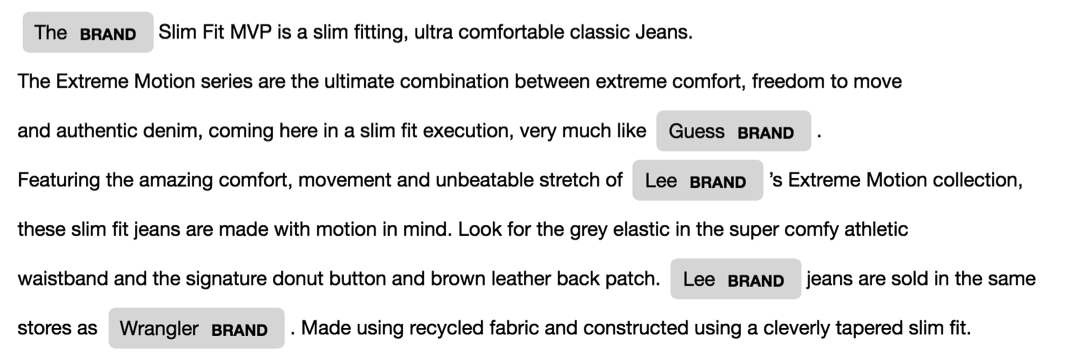 The BRAND Slim Fit MVP is a slim fitting, ultra comfortable classic Jeans.
The Extreme Motion series are the ultimate combination between extreme comfort, freedom to move
and authentic denim, coming here in a slim fit execution, very much like Guess BRAND .
Featuring the amazing comfort, movement and unbeatable stretch of Lee BRAND 's Extreme Motion collection,
these slim fit jeans are made with motion in mind. Look for the grey elastic in the super comfy athletic
waistband and the signature donut button and brown leather back patch. Lee BRAND jeans are sold in the same
stores as Wrangler BRAND . Made using recycled fabric and constructed using a cleverly tapered slim fit.